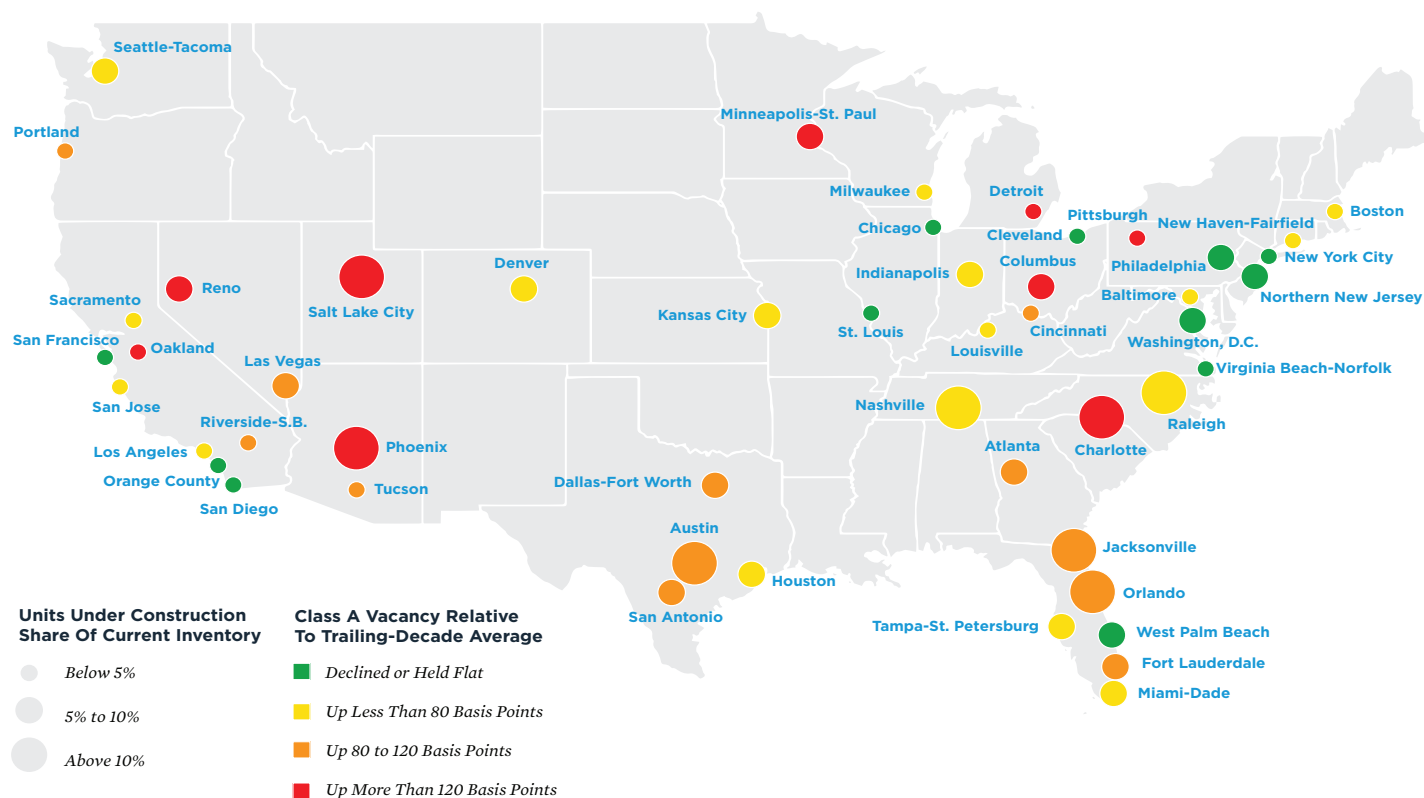 Seattle-Tacoma
Portland
Minneapolis-St. Paul
Milwaukee
Detroit
Chicago
Cleveland
Pittsburgh
New Haven-Fairfield
Boston
New York City
Philadelphia
Northern New Jersey
Indianapolis
Columbus
Baltimore
Denver
Reno
Salt Lake City
Sacramento
San Francisco
Oakland
Kansas City
St. Louis
Louisville
Cincinnati
Washington, D.C.
Virginia Beach-Norfolk
Las Vegas
San Jose
Riverside-S.B.
Los Angeles
Orange County
San Diego
Phoenix
Tucson
Nashville
Raleigh
Charlotte
Atlanta
Dallas-Fort Worth
Austin
Houston
San Antonio
Jacksonville
Orlando
Tampa-St. Petersburg
West Palm Beach
Fort Lauderdale
Miami-Dade
Units Under Construction
Share Of Current Inventory
Below 5%
5% to 10%
Above 10%
Class A Vacancy Relative
To Trailing-Decade Average
Declined or Held Flat
Up Less Than 80 Basis Points
Up 80 to 120 Basis Points
Up More Than 120 Basis Points